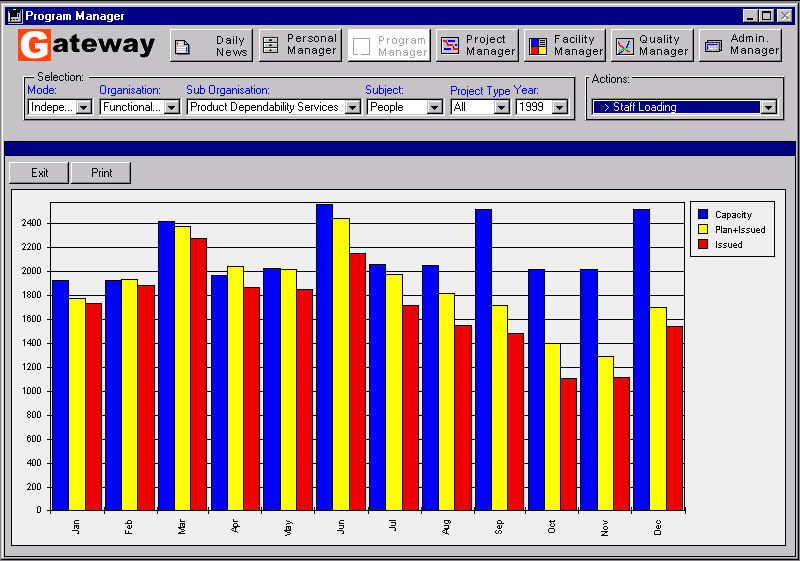 Program Manager
Gateway
Daily News
Personal Manager
Program Manager
Project Manager
Facility Manager
Quality Manager
Admin. Manager
Selection:
Mode: Organisation: Sub Organisation: Subject: Project Type Year:
Indepe... Functional... Product Dependability Services People All 1999
Actions:
> Staff Loading
Exit Print
Capacity
Plan+Issued
Issued
2400
2200
2000
1800
1600
1400
1200
1000
800
600
400
200
0
Jan Feb Mar Apr May Jun Jul Aug Sep Oct Nov Dec